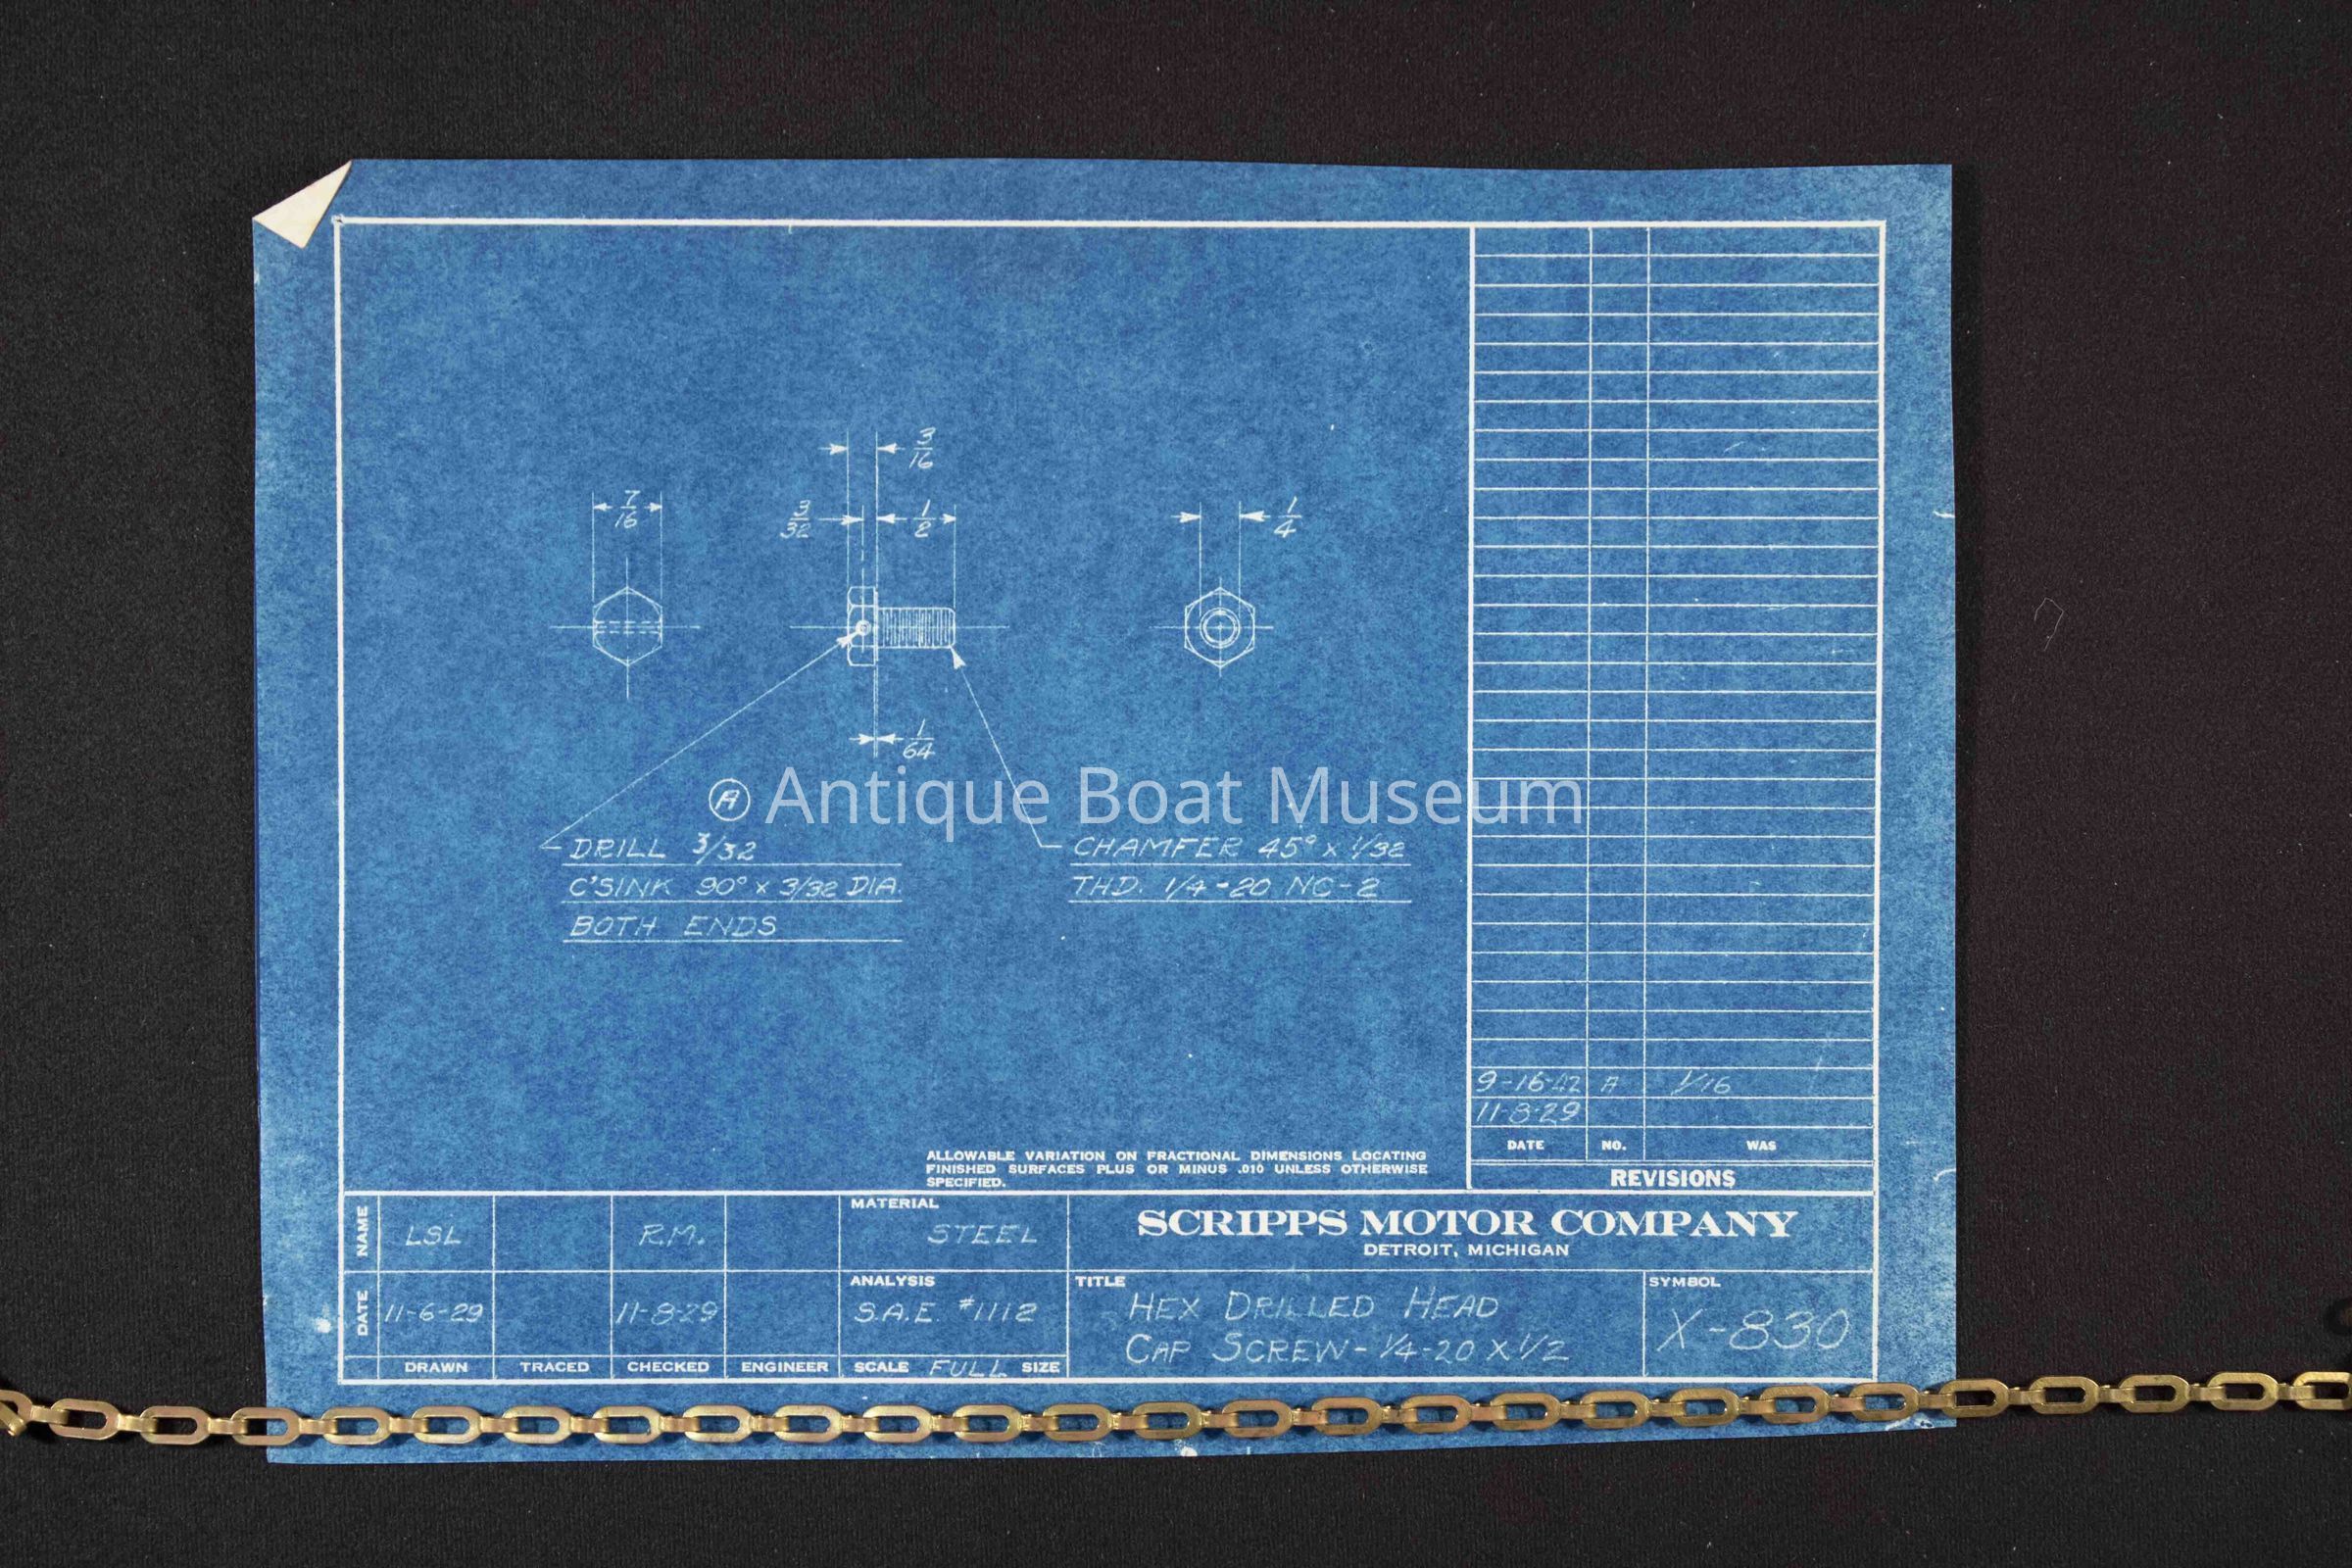 3/16
7/16
3/32
1/2
1/4
1/64
A
Antique Boat Museum
DRILL 3/32
C'SINK 90° x 3/32 DIA.
BOTH ENDS
CHAMFER 45° x 1/32
THD. 1/4-20 NC-2
9-16-42 A 1/16
11-8-29
DATE NO. WAS
REVISIONS
ALLOWABLE VARIATION ON FRACTIONAL DIMENSIONS LOCATING
FINISHED SURFACES PLUS OR MINUS .010 UNLESS OTHERWISE
SPECIFIED.
NAME
LSL
R.M.
DATE
11-6-29
11-8-29
DRAWN TRACED CHECKED ENGINEER
MATERIAL
STEEL
ANALYSIS
S.A.E. #1112
SCALE FULL SIZE
SCRIPPS MOTOR COMPANY
DETROIT, MICHIGAN
TITLE
HEX DRILLED HEAD
CAP SCREW-1/4-20 X 1/2
SYMBOL
X-830